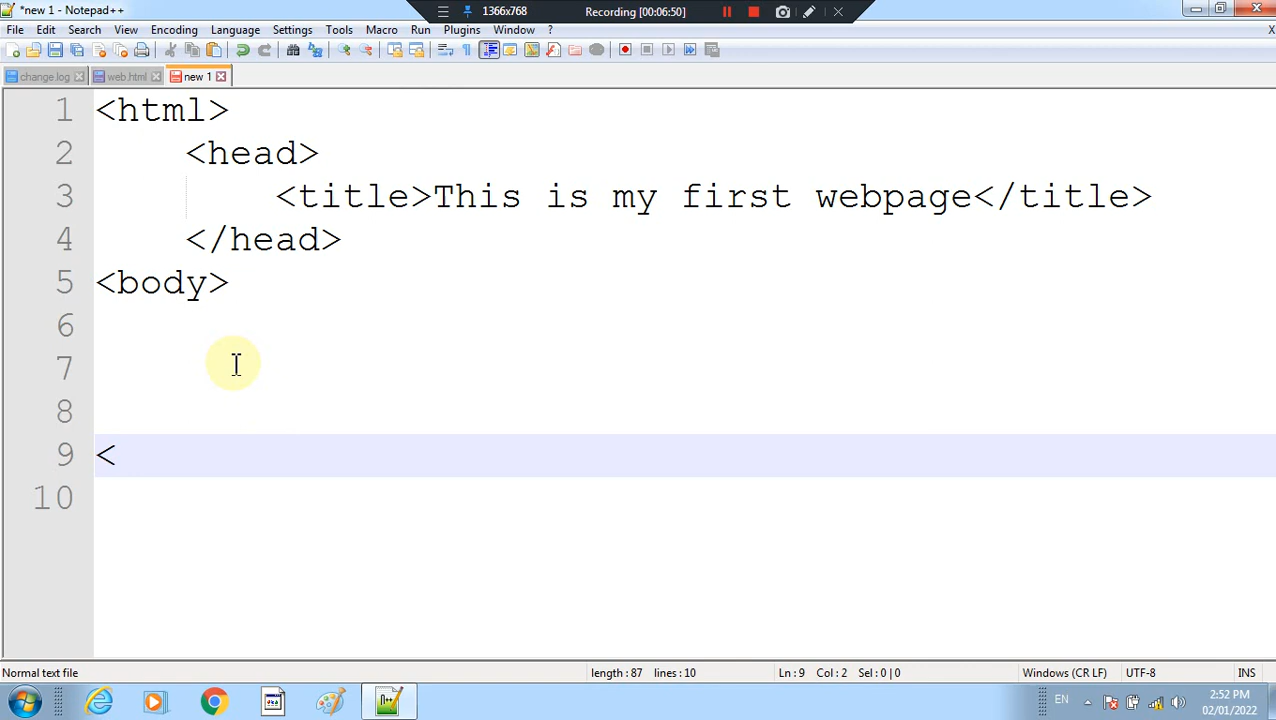 *new 1 - Notepad++
1366x768
Recording [00:06:50]
File Edit Search View Encoding Language Settings Tools Macro Run Plugins Window ? X
change.log web.html new 1
1 <html>
2 <head>
3 <title>This is my first webpage</title>
4 </head>
5 <body>
6
7
8
9 <
10
Normal text file length: 87 lines: 10 Ln: 9 Col: 2 Sel: 0 | 0 Windows (CR LF) UTF-8 INS
EN 2:52 PM
02/01/2022